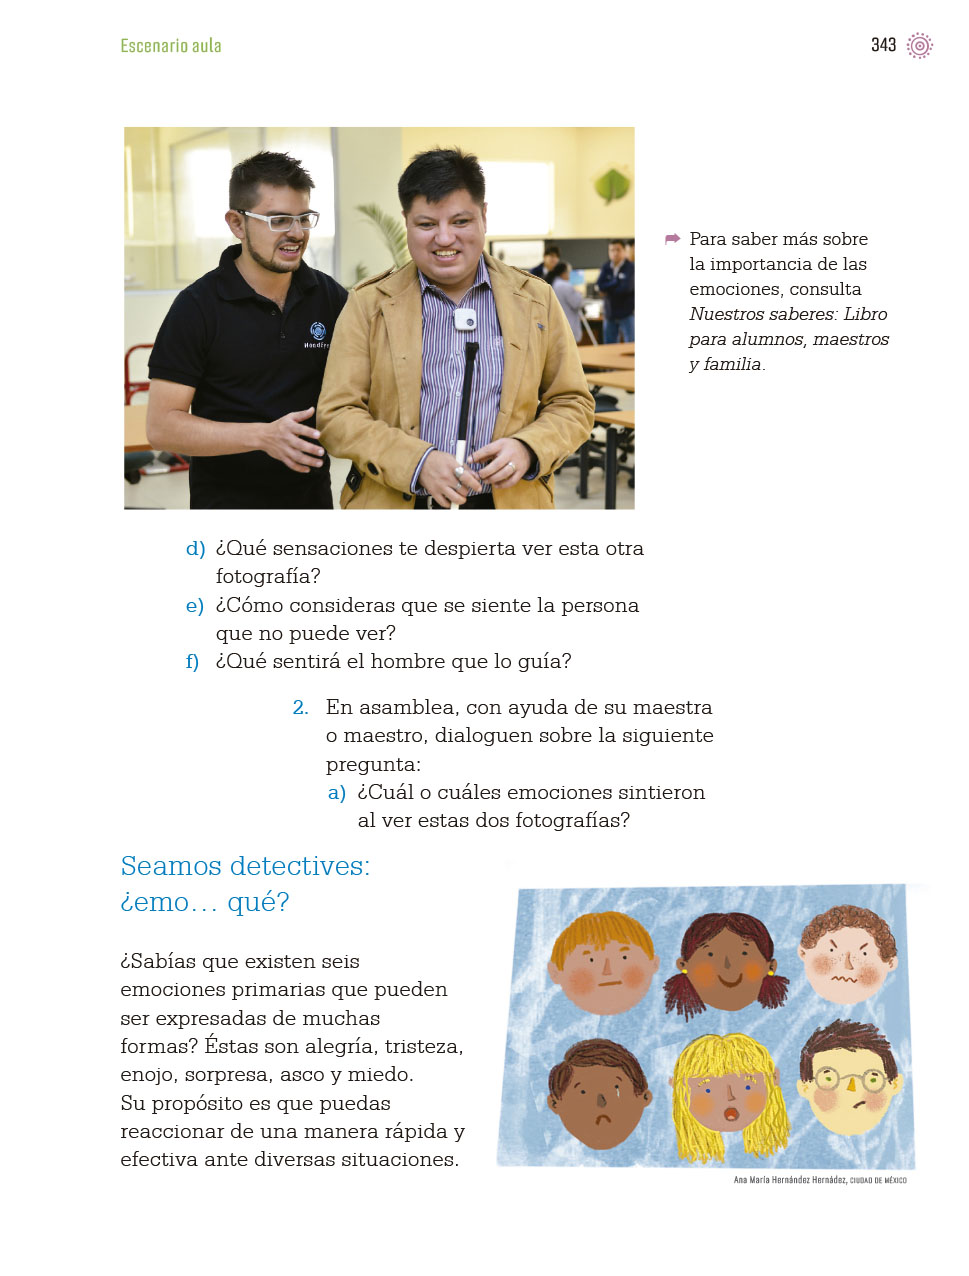 Escenario aula
343
Para saber más sobre
la importancia de las
emociones, consulta
Nuestros saberes: Libro
para alumnos, maestros
y familia.
d) ¿Qué sensaciones te despierta ver esta otra
fotografía?
e) ¿Cómo consideras que se siente la persona
que no puede ver?
f) ¿Qué sentirá el hombre que lo guía?
2. En asamblea, con ayuda de su maestra
o maestro, dialoguen sobre la siguiente
pregunta:
a) ¿Cuál o cuáles emociones sintieron
al ver estas dos fotografías?
Seamos detectives:
¿emo... qué?
¿Sabías que existen seis
emociones primarias que pueden
ser expresadas de muchas
formas? Éstas son alegría, tristeza,
enojo, sorpresa, asco y miedo.
Su propósito es que puedas
reaccionar de una manera rápida y
efectiva ante diversas situaciones.
Ana María Hernández Hernádez, CIUDAD DE MÉXICO